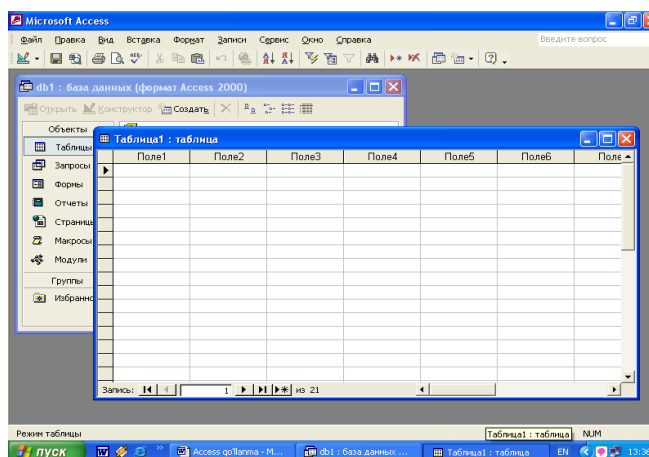 Microsoft Access
Файл Правка Вид Вставка Формат Записи Сервис Окно Справка Введите вопрос
db1 : база данных (формат Access 2000)
Открыть Конструктор Создать
Объекты
Таблицы
Запросы
Формы
Отчеты
Страницы
Макросы
Модули
Группы
Избранно
Таблица1 : таблица
Поле1 Поле2 Поле3 Поле4 Поле5 Поле6 Поле
Запись: 1 из 21
Режим таблицы Таблица1 : таблица NUM
пуск Access qo'llanma - M... db1 : база данных ... Таблица1 : таблица EN 13:36